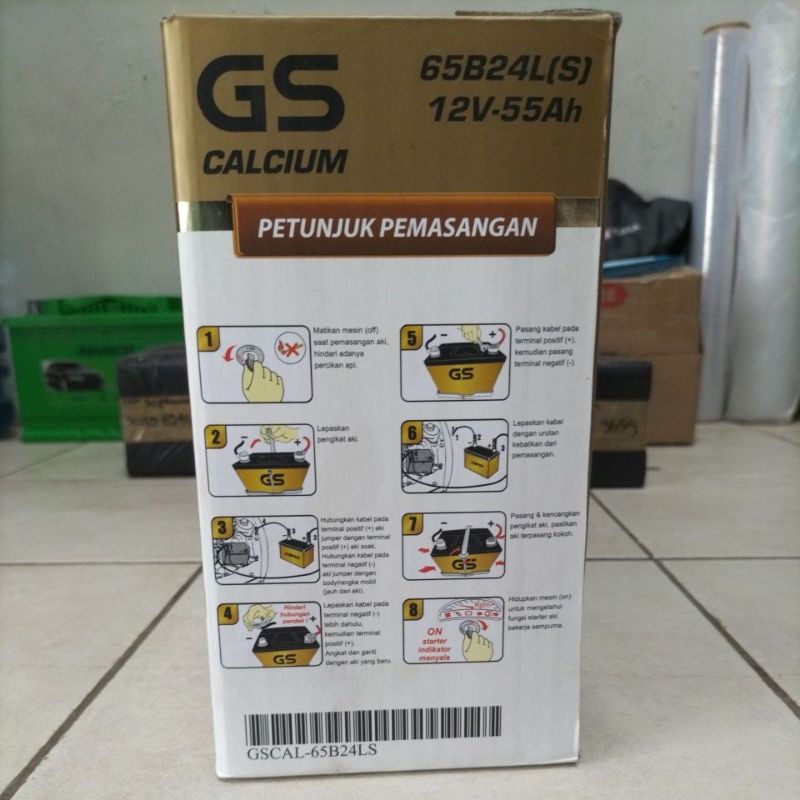 GS
CALCIUM
65B24L(S)
12V-55Ah
PETUNJUK PEMASANGAN
1
Matikan mesin (off)
saat pemasangan aki,
hindari adanya
percikan api.
2
Lepaskan
pengikat aki.
GS
3
Hubungkan kabel pada
terminal positif (+) aki
jumper dengan terminal
positif (+) aki soak.
Hubungkan kabel pada
terminal negatif (-)
aki jumper dengan
body/rangka mobil
(jauh dari aki).
4
Hindari
hubungan
pendek!
Lepaskan kabel pada
terminal negatif (-)
lebih dahulu,
kemudian terminal
positif (+).
Angkat dan ganti
dengan aki yang baru.
GS
5
Pasang kabel pada
terminal positif (+),
kemudian pasang
terminal negatif (-).
GS
6
1 2 3
Lepaskan kabel
dengan urutan
kebalikan dari
pemasangan.
7
Pasang & kencangkan
pengikat aki, pastikan
aki terpasang kokoh.
GS
8
Rpm
ON
starter
indikator
menyala
Hidupkan mesin (on)
untuk mengetahui
fungsi starter aki
bekerja sempurna.
GSCAL-65B24LS